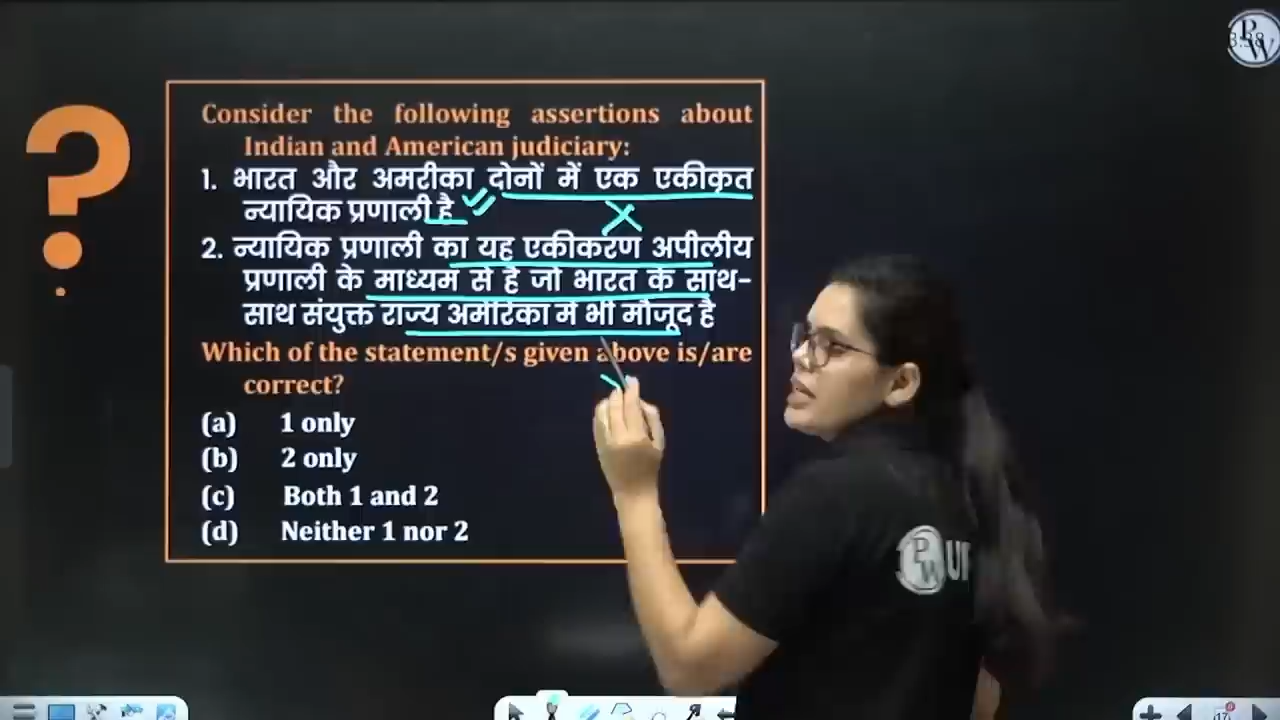 Consider the following assertions about
Indian and American judiciary:
1. भारत और अमरीका दोनों में एक एकीकृत
न्यायिक प्रणाली है
2. न्यायिक प्रणाली का यह एकीकरण अपीलीय
प्रणाली के माध्यम से है जो भारत के साथ-
साथ संयुक्त राज्य अमेरिका में भी मौजूद है
Which of the statement/s given above is/are
correct?
(a) 1 only
(b) 2 only
(c) Both 1 and 2
(d) Neither 1 nor 2
PW
PW